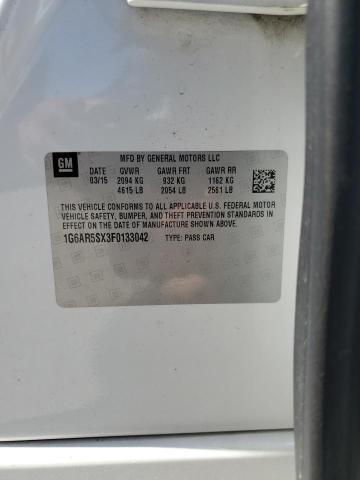 GM
MFD BY GENERAL MOTORS LLC
DATE GVWR GAWR FRT GAWR RR
03/15 2094 KG 932 KG 1162 KG
4615 LB 2054 LB 2561 LB
THIS VEHICLE CONFORMS TO ALL APPLICABLE U.S. FEDERAL MOTOR
VEHICLE SAFETY, BUMPER, AND THEFT PREVENTION STANDARDS
IN EFFECT ON THE DATE OF MANUFACTURE SHOWN ABOVE.
1G6AR5SX3F0133042 TYPE: PASS CAR